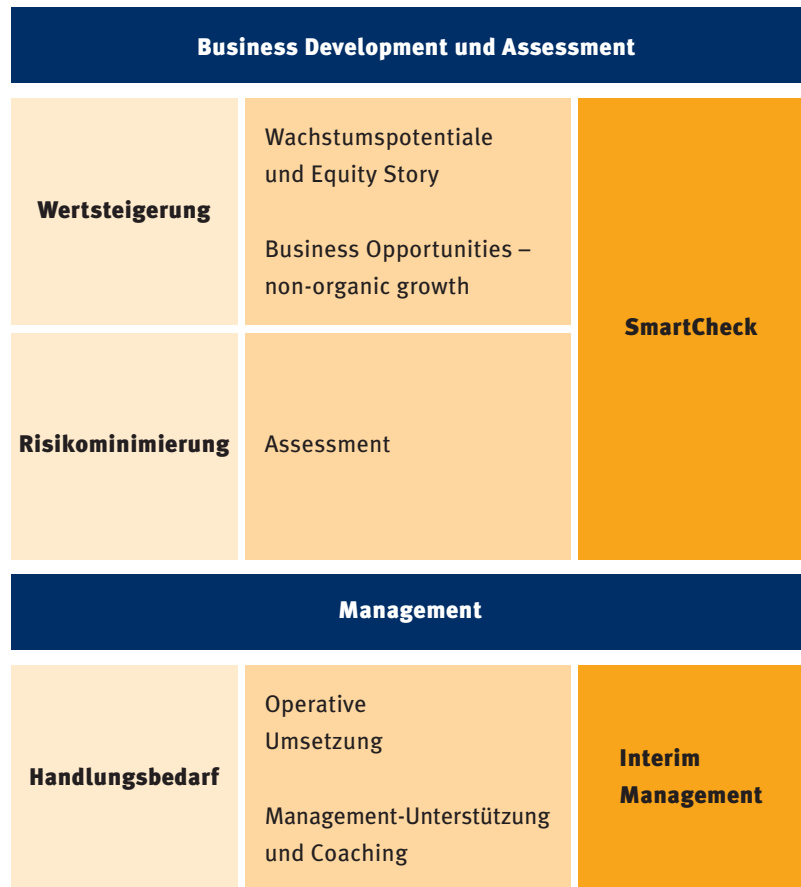 Business Development und Assessment
Wertsteigerung
Wachstumspotentiale
und Equity Story
Business Opportunities –
non-organic growth
SmartCheck
Risikominimierung
Assessment
Management
Handlungsbedarf
Operative
Umsetzung
Management-Unterstützung
und Coaching
Interim
Management